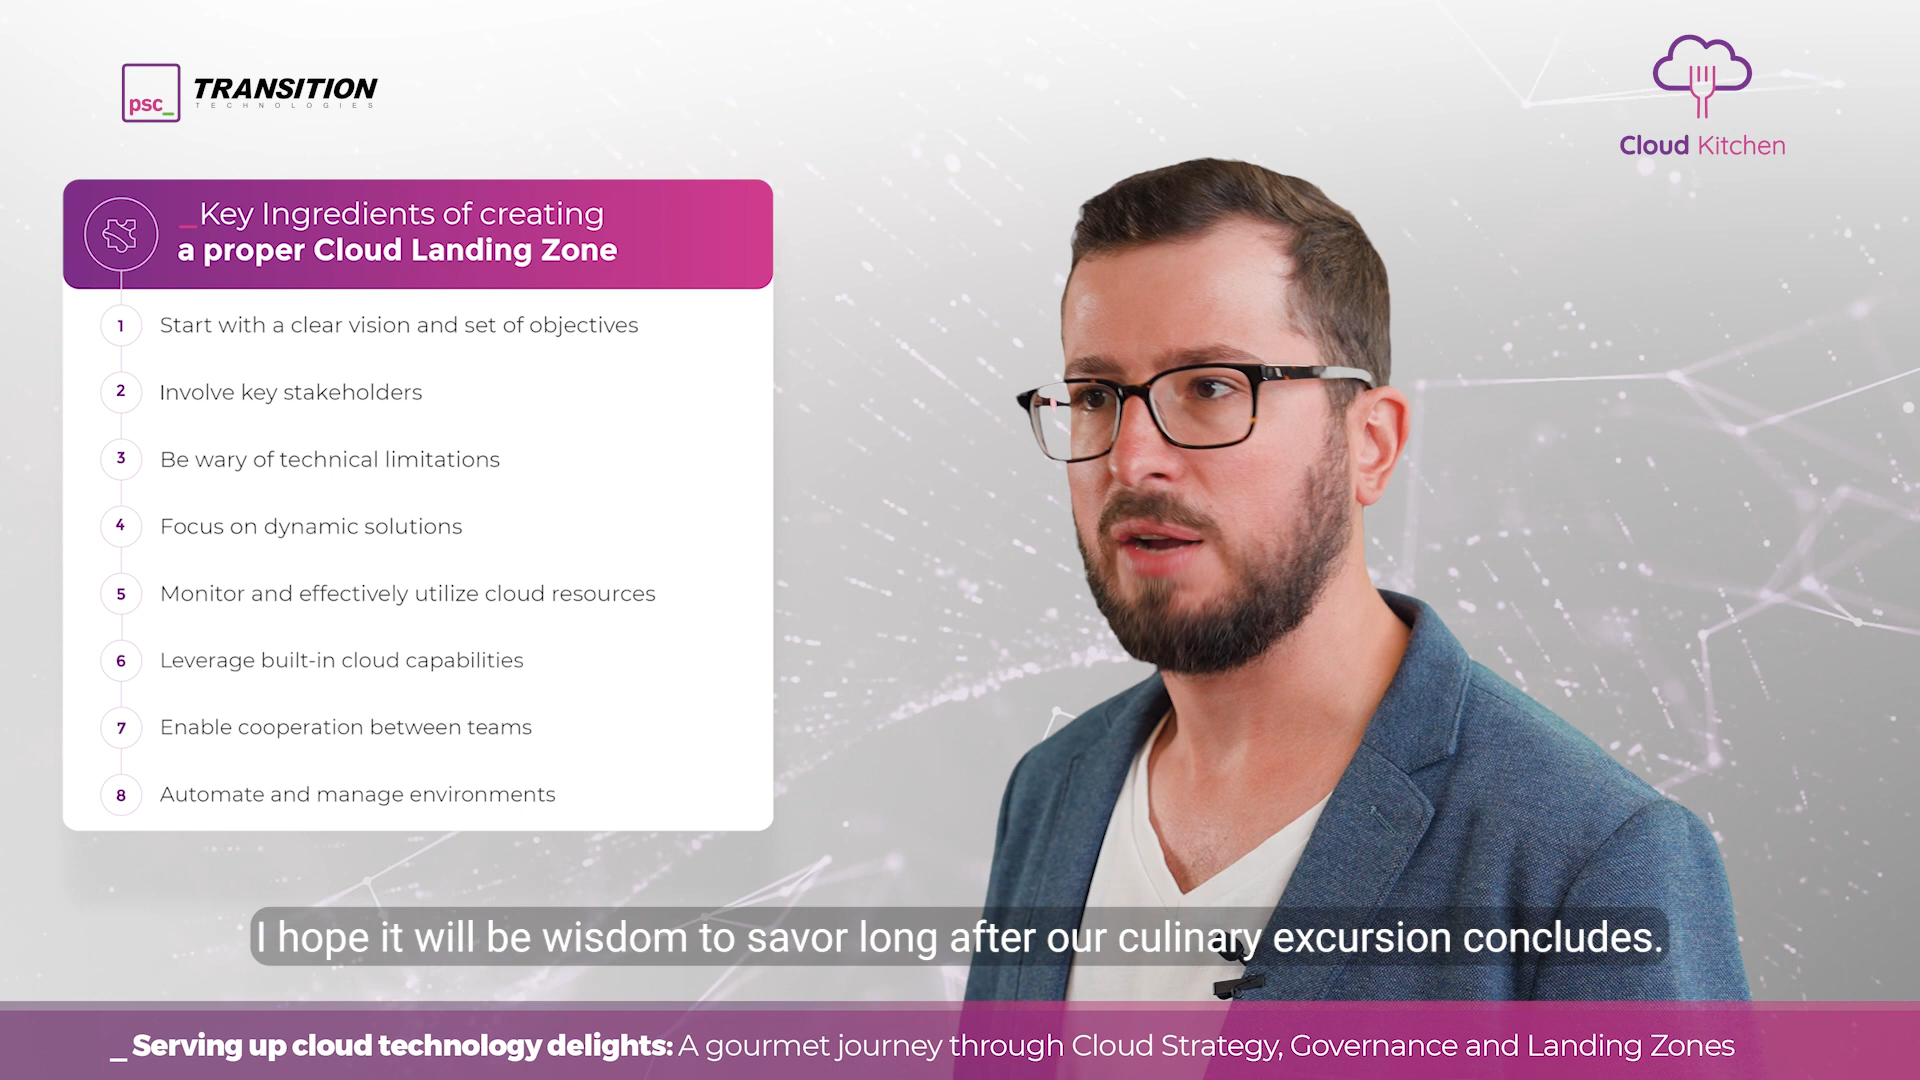 psc_
TRANSITION
TECHNOLOGIES
Cloud Kitchen
_Key Ingredients of creating
a proper Cloud Landing Zone
1 Start with a clear vision and set of objectives
2 Involve key stakeholders
3 Be wary of technical limitations
4 Focus on dynamic solutions
5 Monitor and effectively utilize cloud resources
6 Leverage built-in cloud capabilities
7 Enable cooperation between teams
8 Automate and manage environments
I hope it will be wisdom to savor long after our culinary excursion concludes.
_Serving up cloud technology delights: A gourmet journey through Cloud Strategy, Governance and Landing Zones